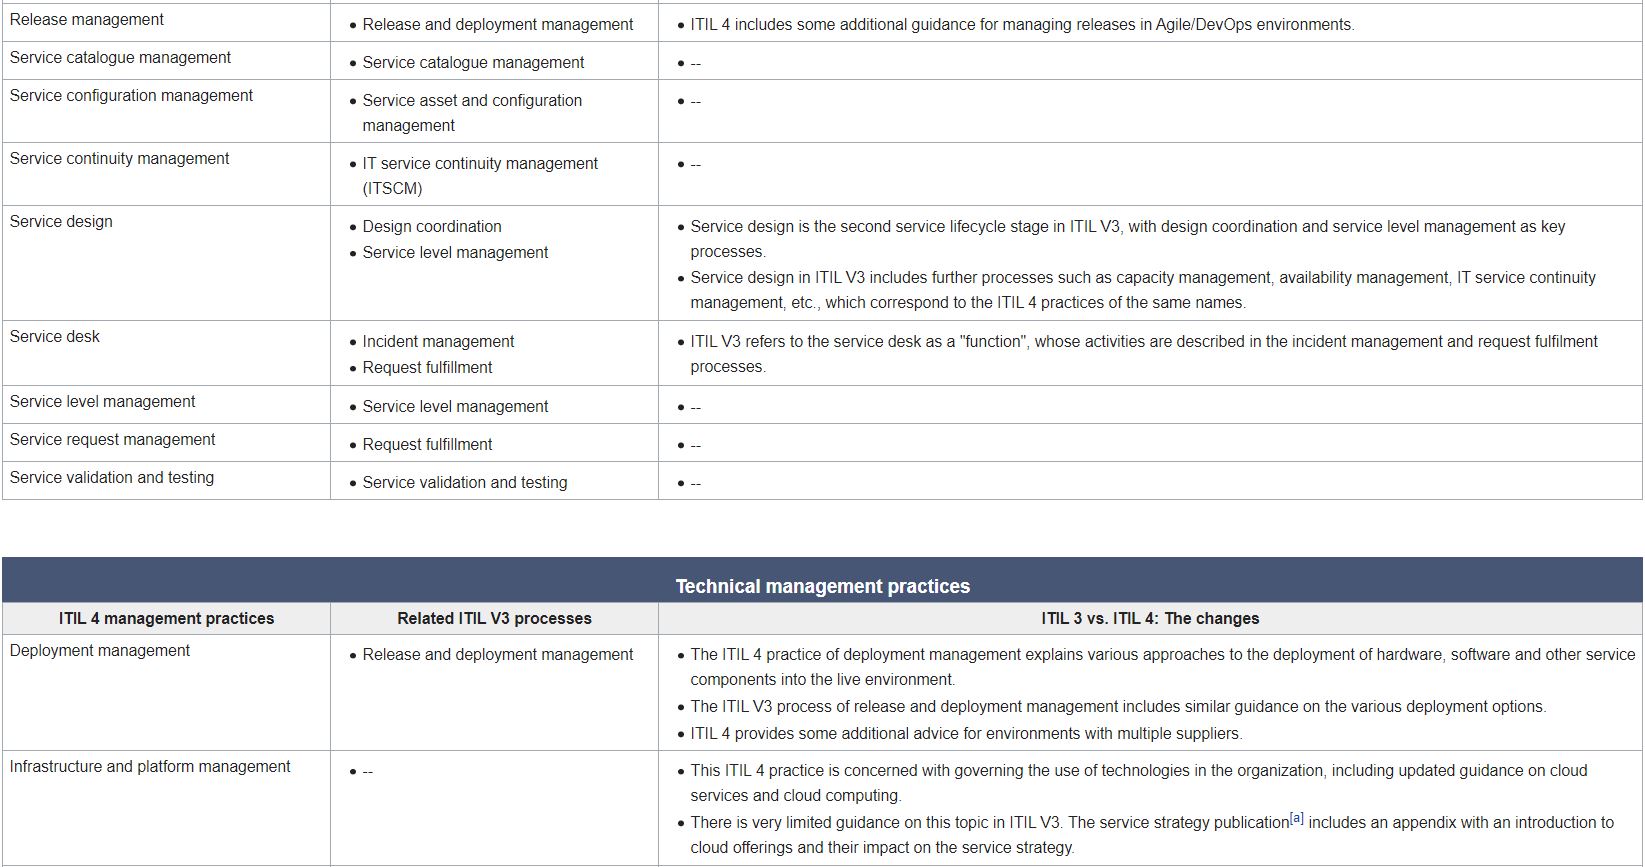 Release management
• Release and deployment management
• ITIL 4 includes some additional guidance for managing releases in Agile/DevOps environments.
Service catalogue management
• Service catalogue management
• --
Service configuration management
• Service asset and configuration
management
• --
Service continuity management
• IT service continuity management
(ITSCM)
• --
Service design
• Design coordination
• Service level management
• Service design is the second service lifecycle stage in ITIL V3, with design coordination and service level management as key
processes.
• Service design in ITIL V3 includes further processes such as capacity management, availability management, IT service continuity
management, etc., which correspond to the ITIL 4 practices of the same names.
Service desk
• Incident management
• Request fulfillment
• ITIL V3 refers to the service desk as a "function", whose activities are described in the incident management and request fulfilment
processes.
Service level management
• Service level management
• --
Service request management
• Request fulfillment
• --
Service validation and testing
• Service validation and testing
• --
Technical management practices
ITIL 4 management practices
Related ITIL V3 processes
ITIL 3 vs. ITIL 4: The changes
Deployment management
• Release and deployment management
• The ITIL 4 practice of deployment management explains various approaches to the deployment of hardware, software and other service
components into the live environment.
• The ITIL V3 process of release and deployment management includes similar guidance on the various deployment options.
• ITIL 4 provides some additional advice for environments with multiple suppliers.
Infrastructure and platform management
• --
• This ITIL 4 practice is concerned with governing the use of technologies in the organization, including updated guidance on cloud
services and cloud computing.
• There is very limited guidance on this topic in ITIL V3. The service strategy publication[a] includes an appendix with an introduction to
cloud offerings and their impact on the service strategy.